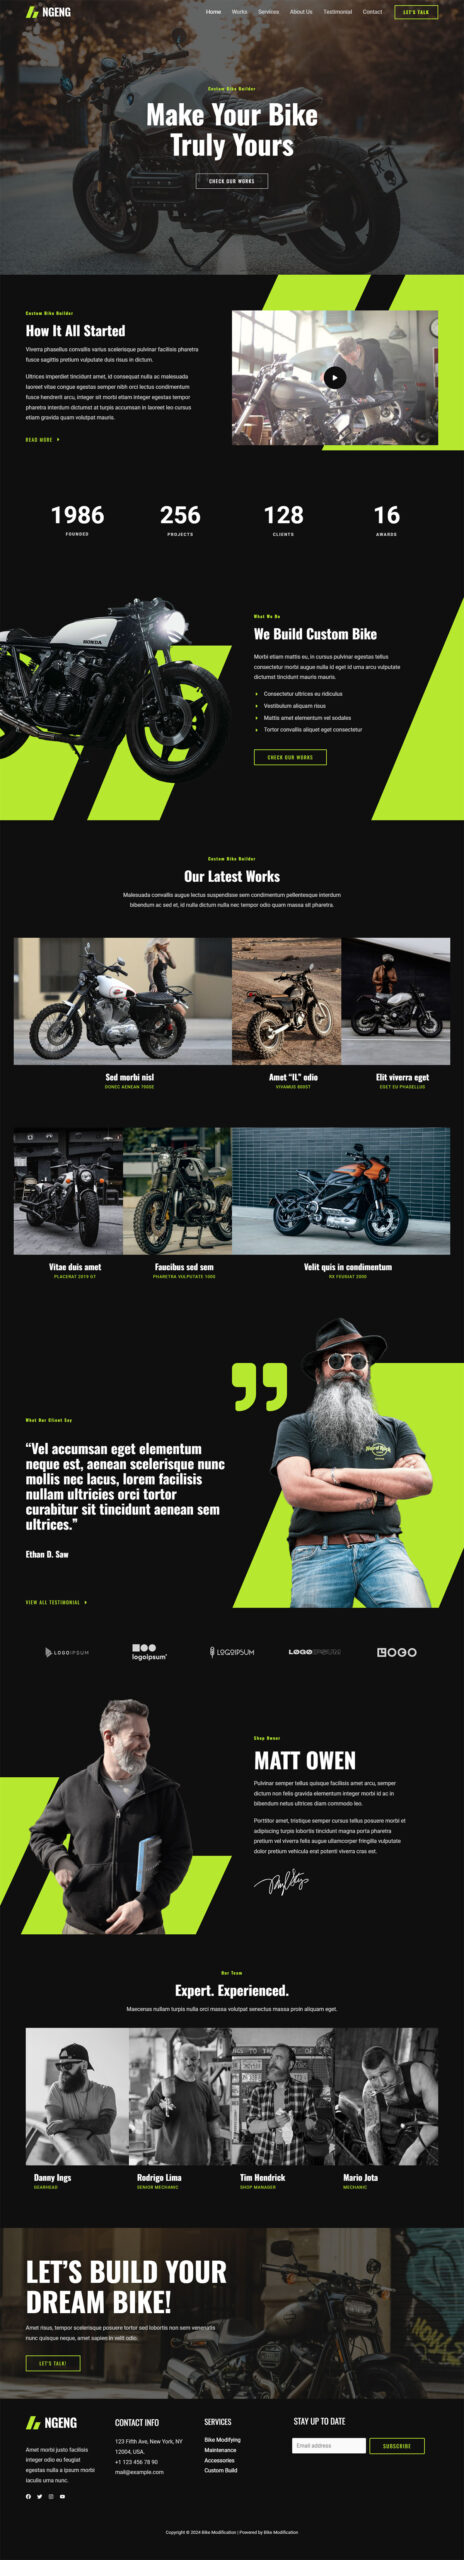 NGENG
Home Works Services About Us Testimonial Contact LET'S TALK
Custom Bike Builder
Make Your Bike
Truly Yours
CHECK OUR WORKS
Custom Bike Builder
How It All Started
Viverra phasellus convallis varius scelerisque pulvinar facilisis pharetra
fusce sagittis pretium vulputate duis risus in dictum.
Ultrices imperdiet tincidunt amet, id consequat nulla ac malesuada
laoreet vitae congue egestas semper nibh orci lectus condimentum
fusce hendrerit arcu, integer sit morbi etiam integer egestas tempor
pharetra interdum dictumst at turpis accumsan in laoreet leo cursus
etiam gravida quam volutpat mauris.
READ MORE
1986
FOUNDED
256
PROJECTS
128
CLIENTS
16
AWARDS
HONDA
What We Do
We Build Custom Bike
Morbi etiam mattis eu, in cursus pulvinar egestas tellus
consectetur morbi augue nulla id eget id urna arcu vulputate
dictumst tincidunt mauris mauris.
Consectetur ultrices eu ridiculus
Vestibulum aliquam risus
Mattis amet elementum vel sodales
Tortor convallis aliquet eget consectetur
CHECK OUR WORKS
Custom Bike Builder
Our Latest Works
Malesuada convallis augue lectus suspendisse sem condimentum pellentesque interdum
bibendum ac sed et, id nulla dictum nulla nec tempor odio quam massa sit pharetra.
Sed morbi nisl
DONEC AENEAN 700SE
Amet “IL” odio
VIVAMUS 800ST
Elit viverra eget
EGET EU PHASELLUS
Vitae duis amet
PLACERAT 2019 GT
Faucibus sed sem
PHARETRA VULPUTATE 1000
Velit quis in condimentum
RX FEUGIAT 2000
What Our Client Say
“Vel accumsan eget elementum
neque est, aenean scelerisque nunc
mollis nec lacus, lorem facilisis
nullam ultricies orci tortor
curabitur sit tincidunt aenean sem
ultrices.”
Ethan D. Saw
VIEW ALL TESTIMONIAL
Hard Rock
LOGOIPSUM
logoipsum
LOGOIPSUM
LOGOIPSUM
LOGO
Shop Owner
MATT OWEN
Pulvinar semper tellus quisque facilisis amet arcu, semper
dictum non felis gravida elementum integer morbi id ac in
bibendum netus ultrices diam commodo leo.
Porttitor amet, tristique semper cursus tellus posuere morbi et
adipiscing turpis lobortis tincidunt magna porta pharetra
pretium vel viverra felis augue ullamcorper fringilla vulputate
dolor pretium vehicula erat potenti viverra cras est.
Our Team
Expert. Experienced.
Maecenas nullam turpis nulla orci massa volutpat senectus massa proin aliquam eget.
Danny Ings
GEARHEAD
Rodrigo Lima
SENIOR MECHANIC
Tim Hendrick
SHOP MANAGER
Mario Jota
MECHANIC
LET'S BUILD YOUR
DREAM BIKE!
Amet risus, tempor scelerisque posuere tortor sed lobortis non sem venenatis
nunc quisque neque, amet sapien in velit odio.
LET'S TALK!
NGENG
Amet morbi justo facilisis
integer odio eu feugiat
egestas nulla a ipsum morbi
iaculis urna nunc.
CONTACT INFO
123 Fifth Ave, New York, NY
12004, USA.
+1 123 456 78 90
mail@example.com
SERVICES
Bike Modifying
Maintenance
Accessories
Custom Build
STAY UP TO DATE
Email address
SUBSCRIBE
Copyright © 2024 Bike Modification | Powered by Bike Modification